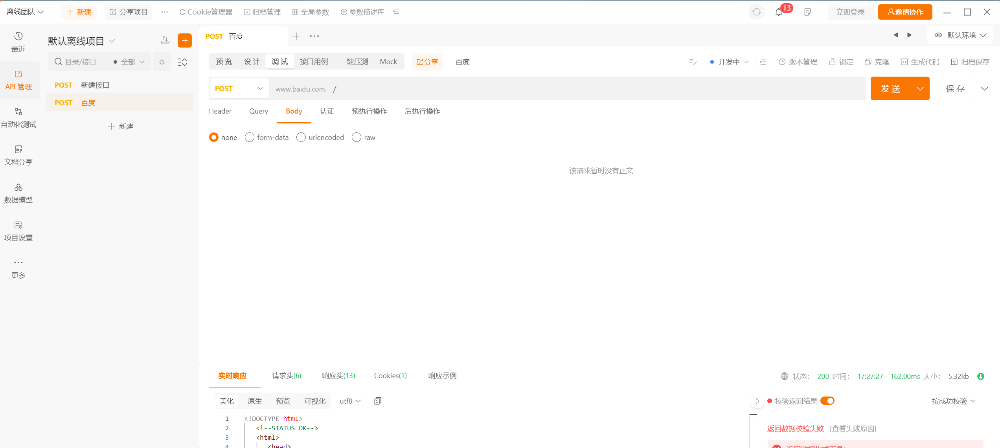 离线团队 新建 分享项目 ··· Cookie管理器 归档管理 全局参数 参数描述库 13 立即登录 邀请协作
最近
API 管理
自动化测试
文档分享
数据模型
项目设置
更多
默认离线项目
目录/接口 全部
POST 新建接口
POST 百度
新建
POST 百度 默认环境
预 览 设 计 调 试 接口用例 一键压测 Mock 分享 百度 开发中 版本管理 锁定 克隆 生成代码 归档保存
POST www.baidu.com / 发 送 保 存
Header Query Body 认证 预执行操作 后执行操作
none form-data urlencoded raw
该请求暂时没有正文
实时响应 请求头(6) 响应头(13) Cookies(1) 响应示例 状态: 200 时间: 17:27:27 162.00ms 大小: 5.32kb
美化 原生 预览 可视化 utf8 校验返回结果 按成功校验
1 <!DOCTYPE html>
2 <!--STATUS OK-->
3 <html>
4 <head>
返回数据校验失败 [查看失败原因]